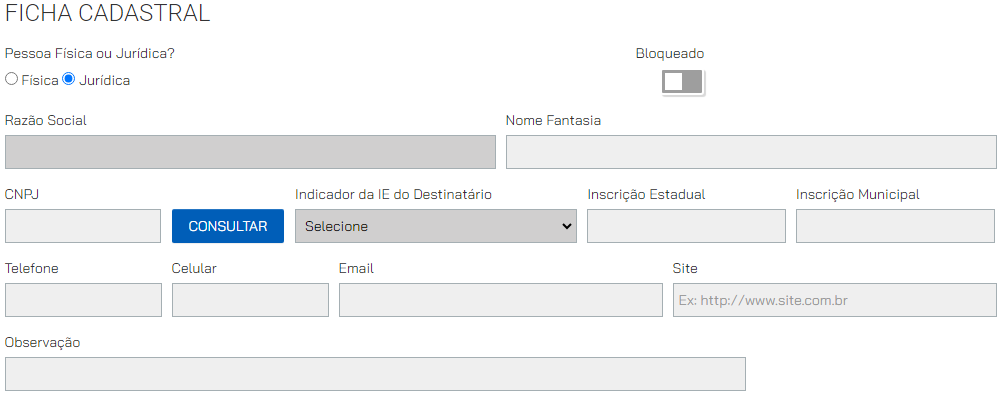 FICHA CADASTRAL
Pessoa Física ou Jurídica? Bloqueado
Física Jurídica
Razão Social Nome Fantasia
CNPJ Indicador da IE do Destinatário Inscrição Estadual Inscrição Municipal
CONSULTAR Selecione
Telefone Celular Email Site
Ex: http://www.site.com.br
Observação